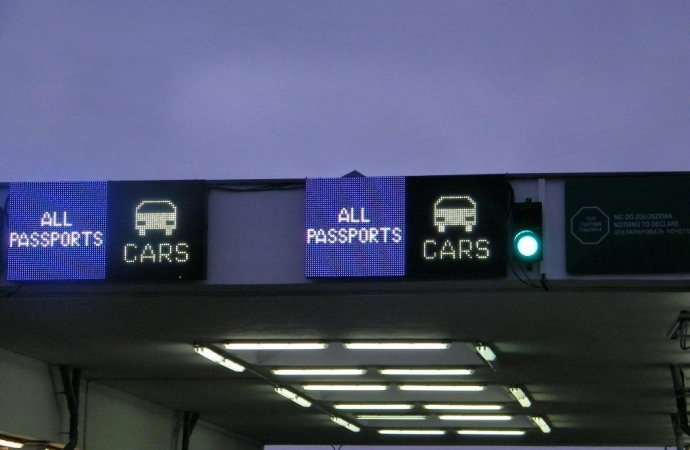 ALL
PASSPORTS
CARS
ALL
PASSPORTS
CARS
NIC DO ZGŁOSZENIA
NOTHING TO DECLARE